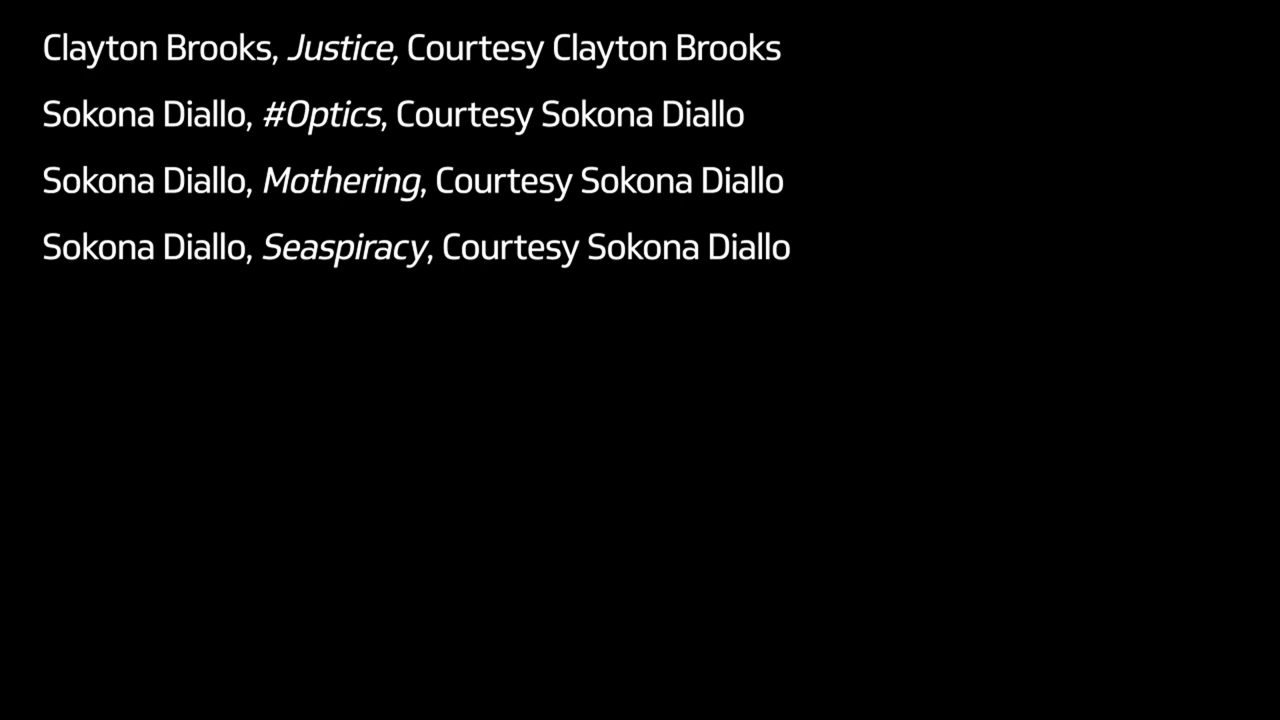 Clayton Brooks, Justice, Courtesy Clayton Brooks
Sokona Diallo, #Optics, Courtesy Sokona Diallo
Sokona Diallo, Mothering, Courtesy Sokona Diallo
Sokona Diallo, Seaspiracy, Courtesy Sokona Diallo